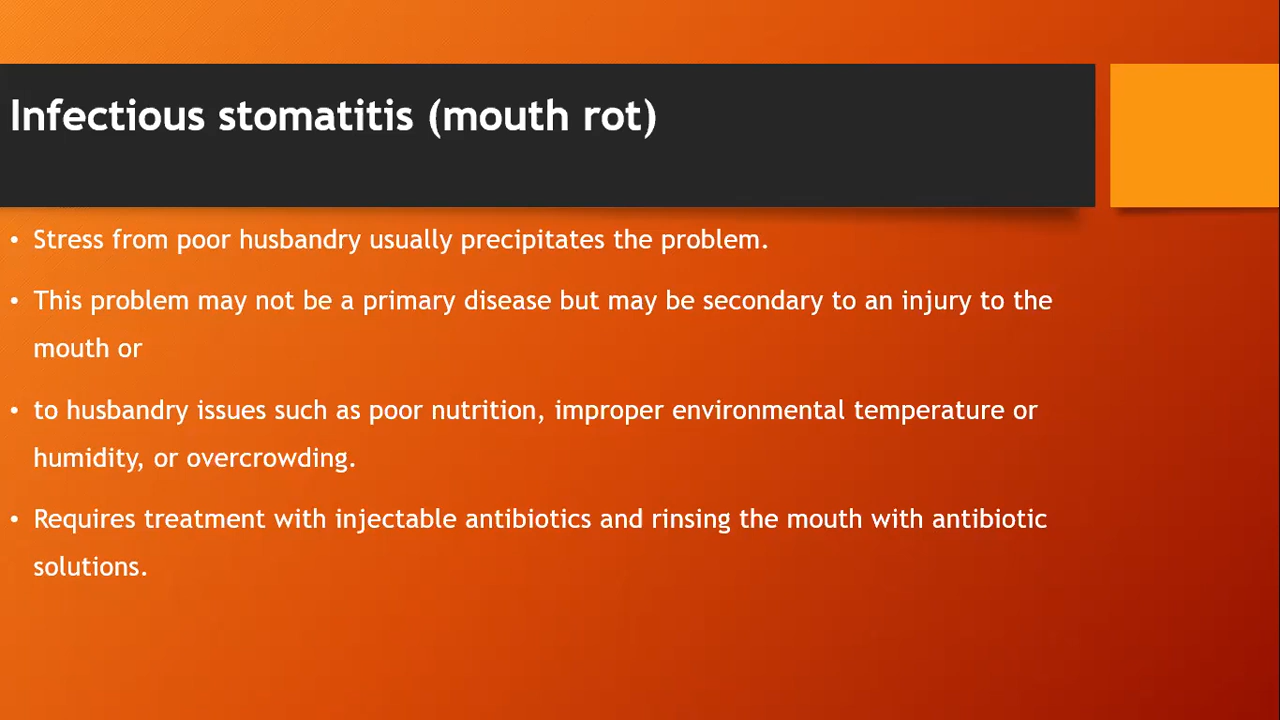 Infectious stomatitis (mouth rot)
• Stress from poor husbandry usually precipitates the problem.
• This problem may not be a primary disease but may be secondary to an injury to the
mouth or
• to husbandry issues such as poor nutrition, improper environmental temperature or
humidity, or overcrowding.
• Requires treatment with injectable antibiotics and rinsing the mouth with antibiotic
solutions.